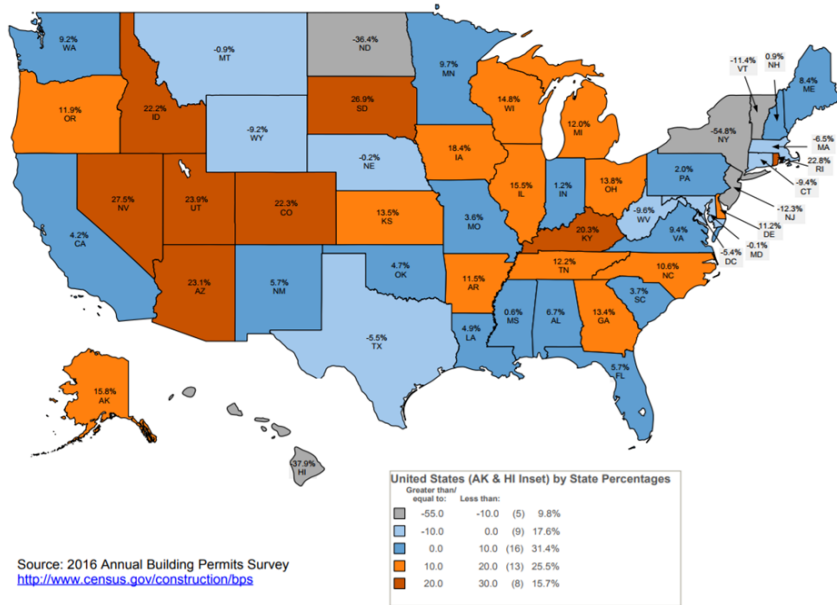 9.2%
WA
-0.9%
MT
-36.4%
ND
9.7%
MN
-11.4%
VT
0.9%
NH
8.4%
ME
11.9%
OR
22.2%
ID
26.9%
SD
14.8%
WI
12.0%
MI
-54.8%
NY
-6.5%
MA
22.8%
RI
-9.4%
CT
-9.2%
WY
-0.2%
NE
18.4%
IA
2.0%
PA
-12.3%
NJ
27.5%
NV
23.9%
UT
22.3%
CO
13.5%
KS
3.6%
MO
15.5%
IL
1.2%
IN
13.8%
OH
-9.6%
WV
9.4%
VA
11.2%
DE
-0.1%
MD
-5.4%
DC
4.2%
CA
20.3%
KY
23.1%
AZ
5.7%
NM
4.7%
OK
11.5%
AR
12.2%
TN
10.6%
NC
3.7%
SC
-5.5%
TX
4.9%
LA
0.6%
MS
6.7%
AL
13.4%
GA
5.7%
FL
15.8%
AK
-37.9%
HI
United States (AK & HI Inset) by State Percentages
Greater than/
equal to: Less than:
-55.0 -10.0 (5) 9.8%
-10.0 0.0 (9) 17.6%
0.0 10.0 (16) 31.4%
10.0 20.0 (13) 25.5%
20.0 30.0 (8) 15.7%
Source: 2016 Annual Building Permits Survey
http://www.census.gov/construction/bps